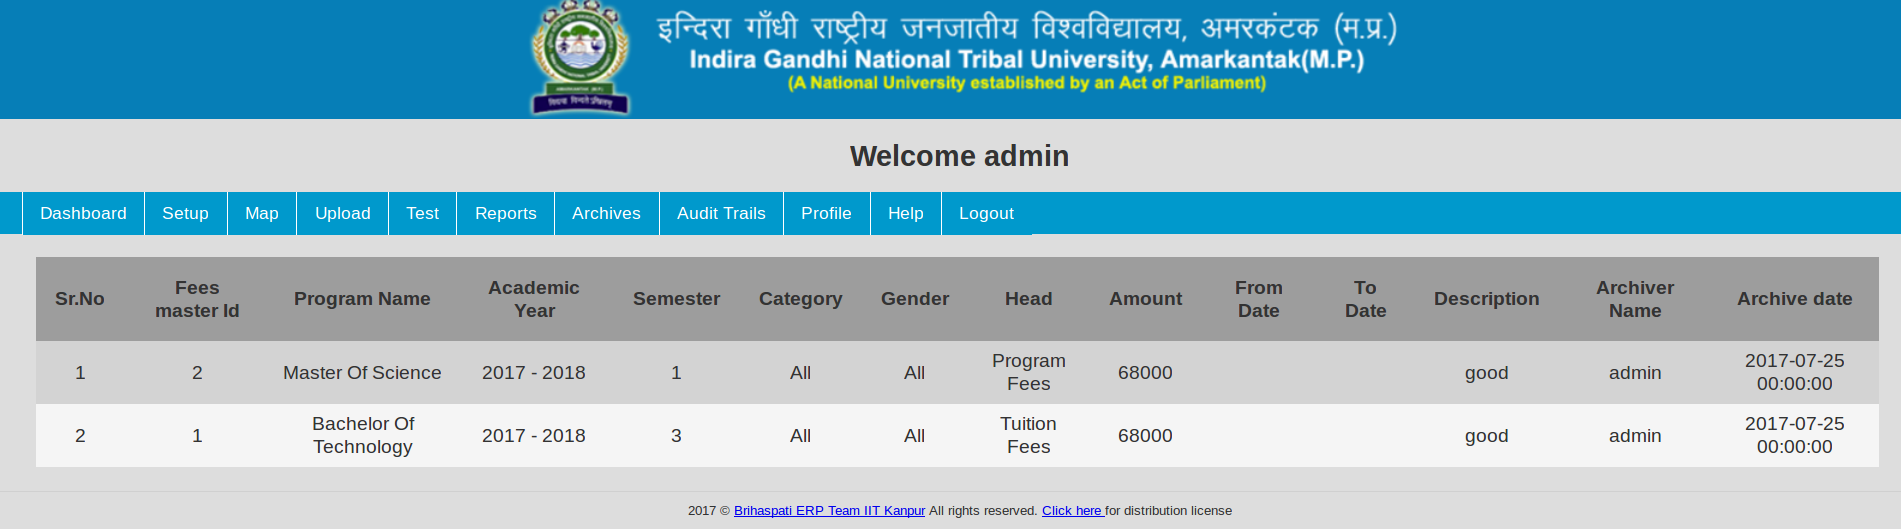 इन्दिरा गाँधी राष्ट्रीय जनजातीय विश्वविद्यालय, अमरकंटक (म.प्र.)
Indira Gandhi National Tribal University, Amarkantak(M.P.)
(A National University established by an Act of Parliament)
AMARKANTAK (M.P.)
Welcome admin
Dashboard Setup Map Upload Test Reports Archives Audit Trails Profile Help Logout
Sr.No Fees master Id Program Name Academic Year Semester Category Gender Head Amount From Date To Date Description Archiver Name Archive date
1 2 Master Of Science 2017 - 2018 1 All All Program Fees 68000 good admin 2017-07-25 00:00:00
2 1 Bachelor Of Technology 2017 - 2018 3 All All Tuition Fees 68000 good admin 2017-07-25 00:00:00
2017 © Brihaspati ERP Team IIT Kanpur All rights reserved. Click here for distribution license